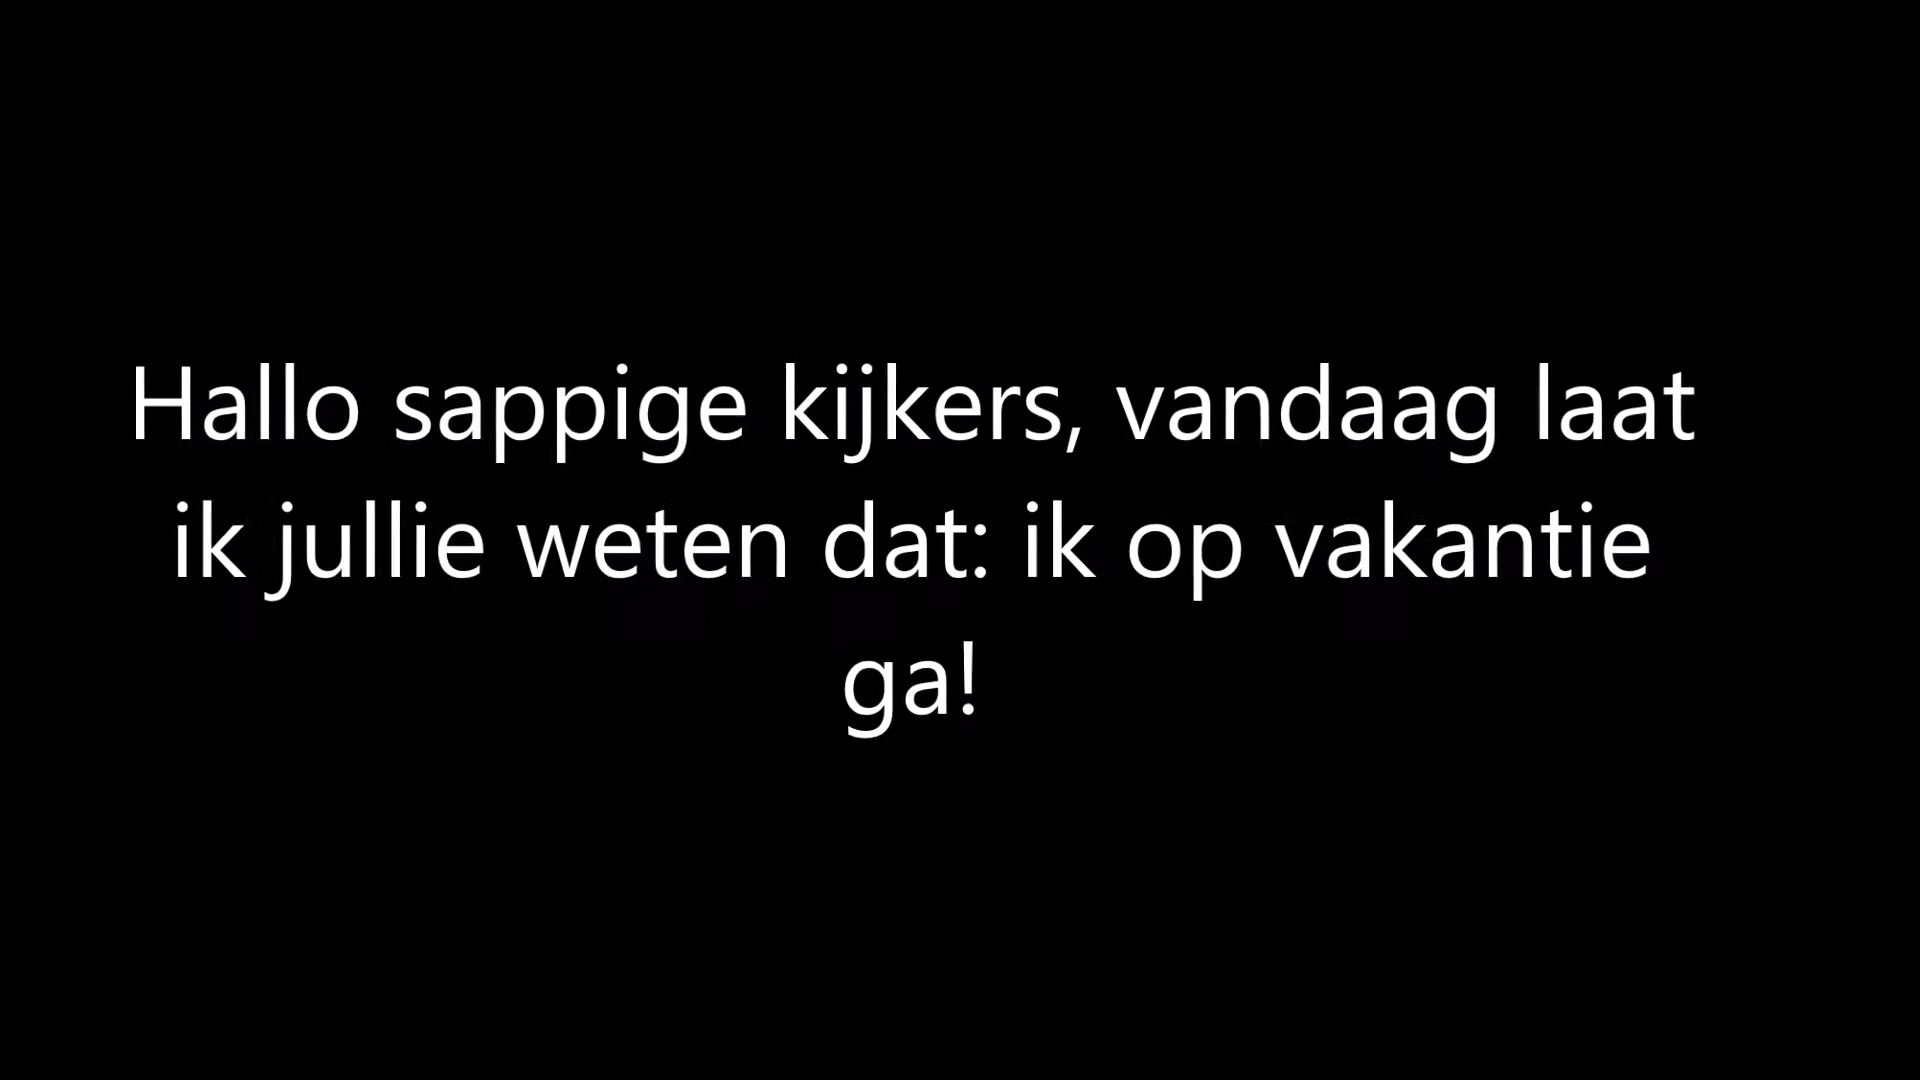 Hallo sappige kijkers, vandaag laat
ik jullie weten dat: ik op vakantie
ga!